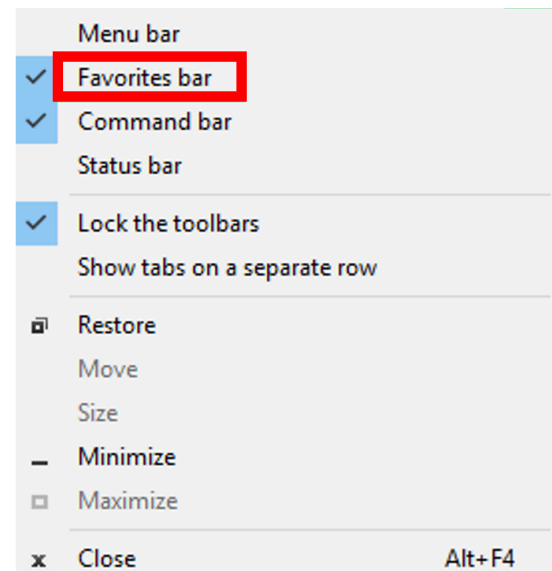 Menu bar
Favorites bar
Command bar
Status bar
Lock the toolbars
Show tabs on a separate row
Restore
Move
Size
Minimize
Maximize
Close Alt+F4